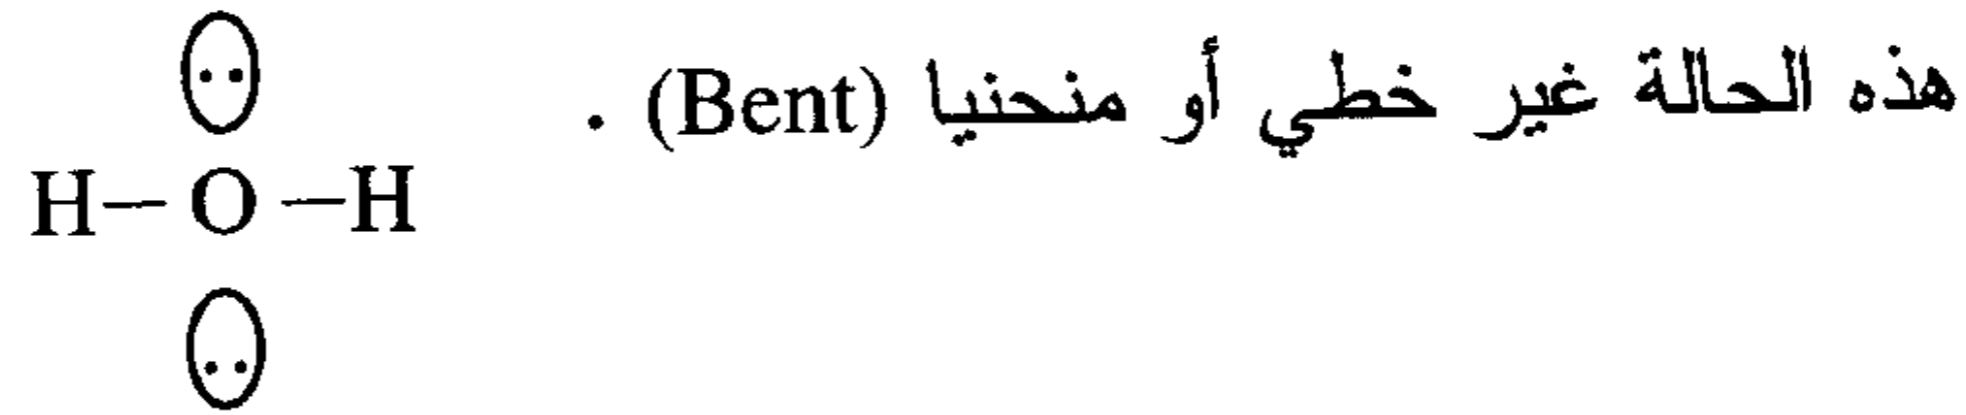 هذه الحالة غير خطي أو منحنيا (Bent) .
H– O –H